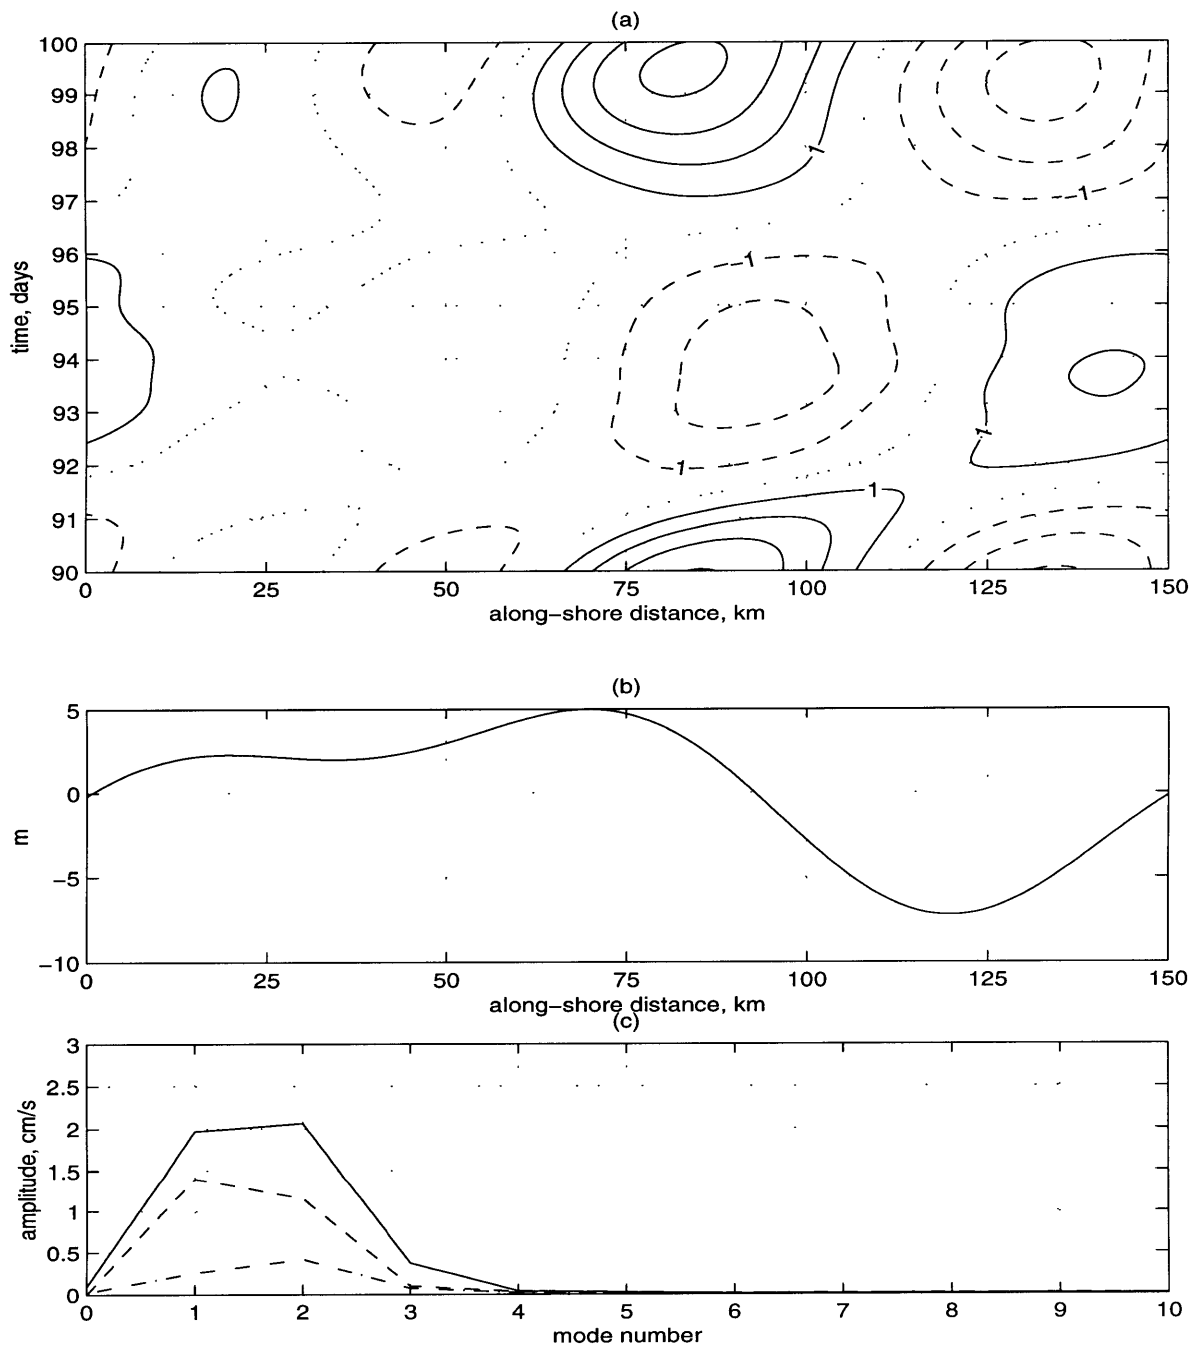 (a)
100
99
98
97
96
95
94
93
92
91
90
time, days
1
1
1
1
1
1
0 25 50 75 100 125 150
along-shore distance, km
(b)
5
0
-5
-10
m
0 25 50 75 100 125 150
along-shore distance, km
(c)
3
2.5
2
1.5
1
0.5
0
amplitude, cm/s
0 1 2 3 4 5 6 7 8 9 10
mode number